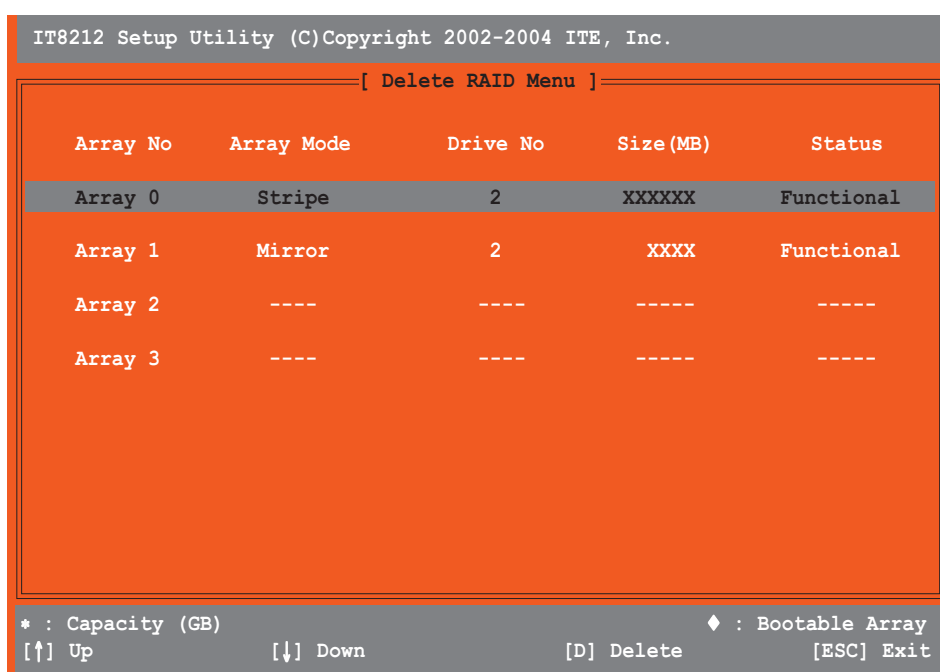 IT8212 Setup Utility (C)Copyright 2002-2004 ITE, Inc.
[ Delete RAID Menu ]
Array No Array Mode Drive No Size(MB) Status
Array 0 Stripe 2 XXXXXX Functional
Array 1 Mirror 2 XXXX Functional
Array 2 ---- ---- ----- -----
Array 3 ---- ---- ----- -----
* : Capacity (GB) ♦ : Bootable Array
[↑] Up [↓] Down [D] Delete [ESC] Exit